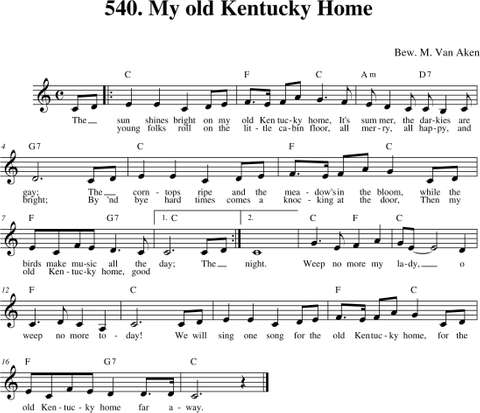 540. My old Kentucky Home
Bew. M. Van Aken
C F C Am D7
The sun shines bright on my old Ken tuc-ky home, It's sum mer, the dar-kies are
young folks roll on the lit - tle ca-bin floor, all mer-ry, all hap-py, and
4 G7 C F C
gay; The corn - tops ripe and the mea - dow's in the bloom, while the
bright; By 'nd bye hard times comes a knoc - king at the door, Then my
7 F G7 1. C 2. C F C
birds make mu-sic all the day; The night. Weep no more my la-dy, o
old Ken-tuc-ky home, good
12 F C F C
weep no more to - day! We will sing one song for the old Kentuc-ky home, for the
16 F G7 C
old Ken-tuc-ky home far a-way.